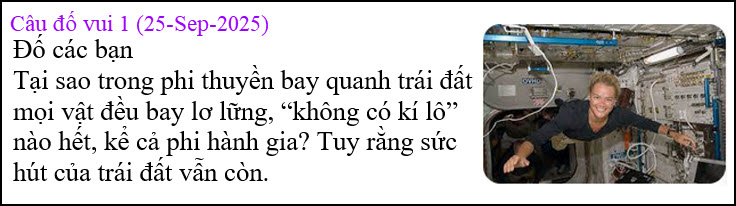 Câu đố vui 1 (25-Sep-2025)
Đố các bạn
Tại sao trong phi thuyền bay quanh trái đất
mọi vật đều bay lơ lững, “không có kí lô”
nào hết, kể cả phi hành gia? Tuy rằng sức
hút của trái đất vẫn còn.